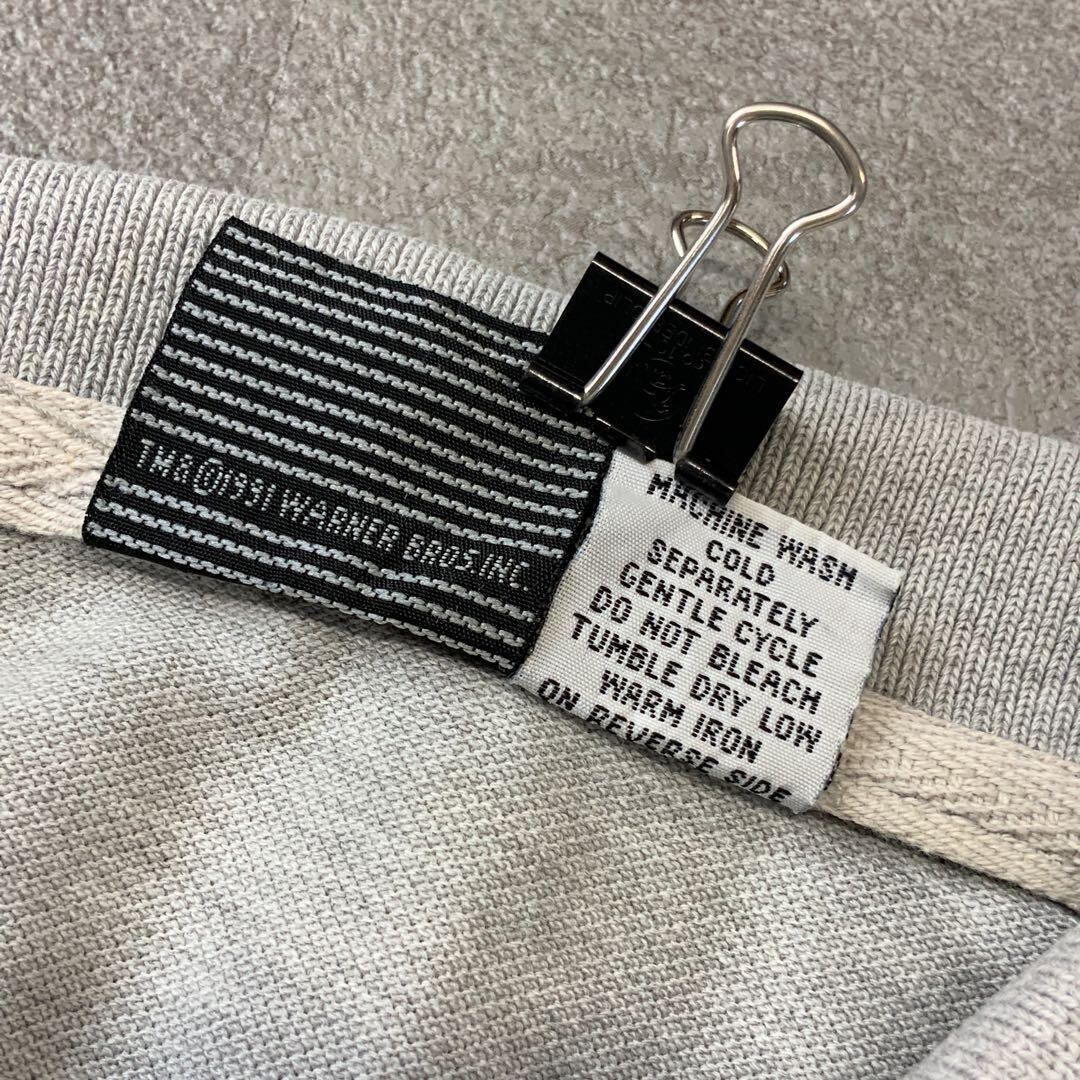 TM&©1993 WARNER BROS. INC.
MACHINE WASH
COLD
SEPARATELY
GENTLE CYCLE
DO NOT BLEACH
TUMBLE DRY LOW
WARM IRON
ON REVERSE SIDE